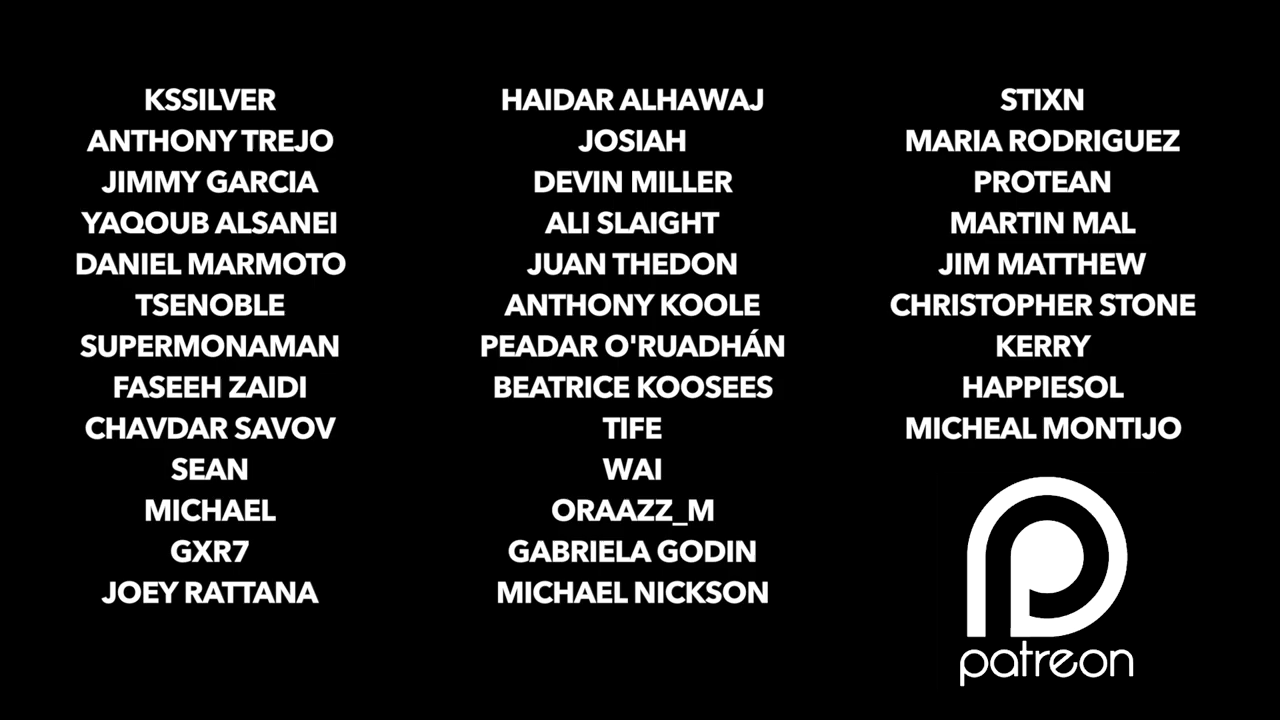 KSSILVER
ANTHONY TREJO
JIMMY GARCIA
YAQOUB ALSANEI
DANIEL MARMOTO
TSENOBLE
SUPERMONAMAN
FASEEH ZAIDI
CHAVDAR SAVOV
SEAN
MICHAEL
GXR7
JOEY RATTANA
HAIDAR ALHAWAJ
JOSIAH
DEVIN MILLER
ALI SLAIGHT
JUAN THEDON
ANTHONY KOOLE
PEADAR O'RUADHÁN
BEATRICE KOOSEES
TIFE
WAI
ORAAZZ_M
GABRIELA GODIN
MICHAEL NICKSON
STIXN
MARIA RODRIGUEZ
PROTEAN
MARTIN MAL
JIM MATTHEW
CHRISTOPHER STONE
KERRY
HAPPIESOL
MICHEAL MONTIJO
patreon